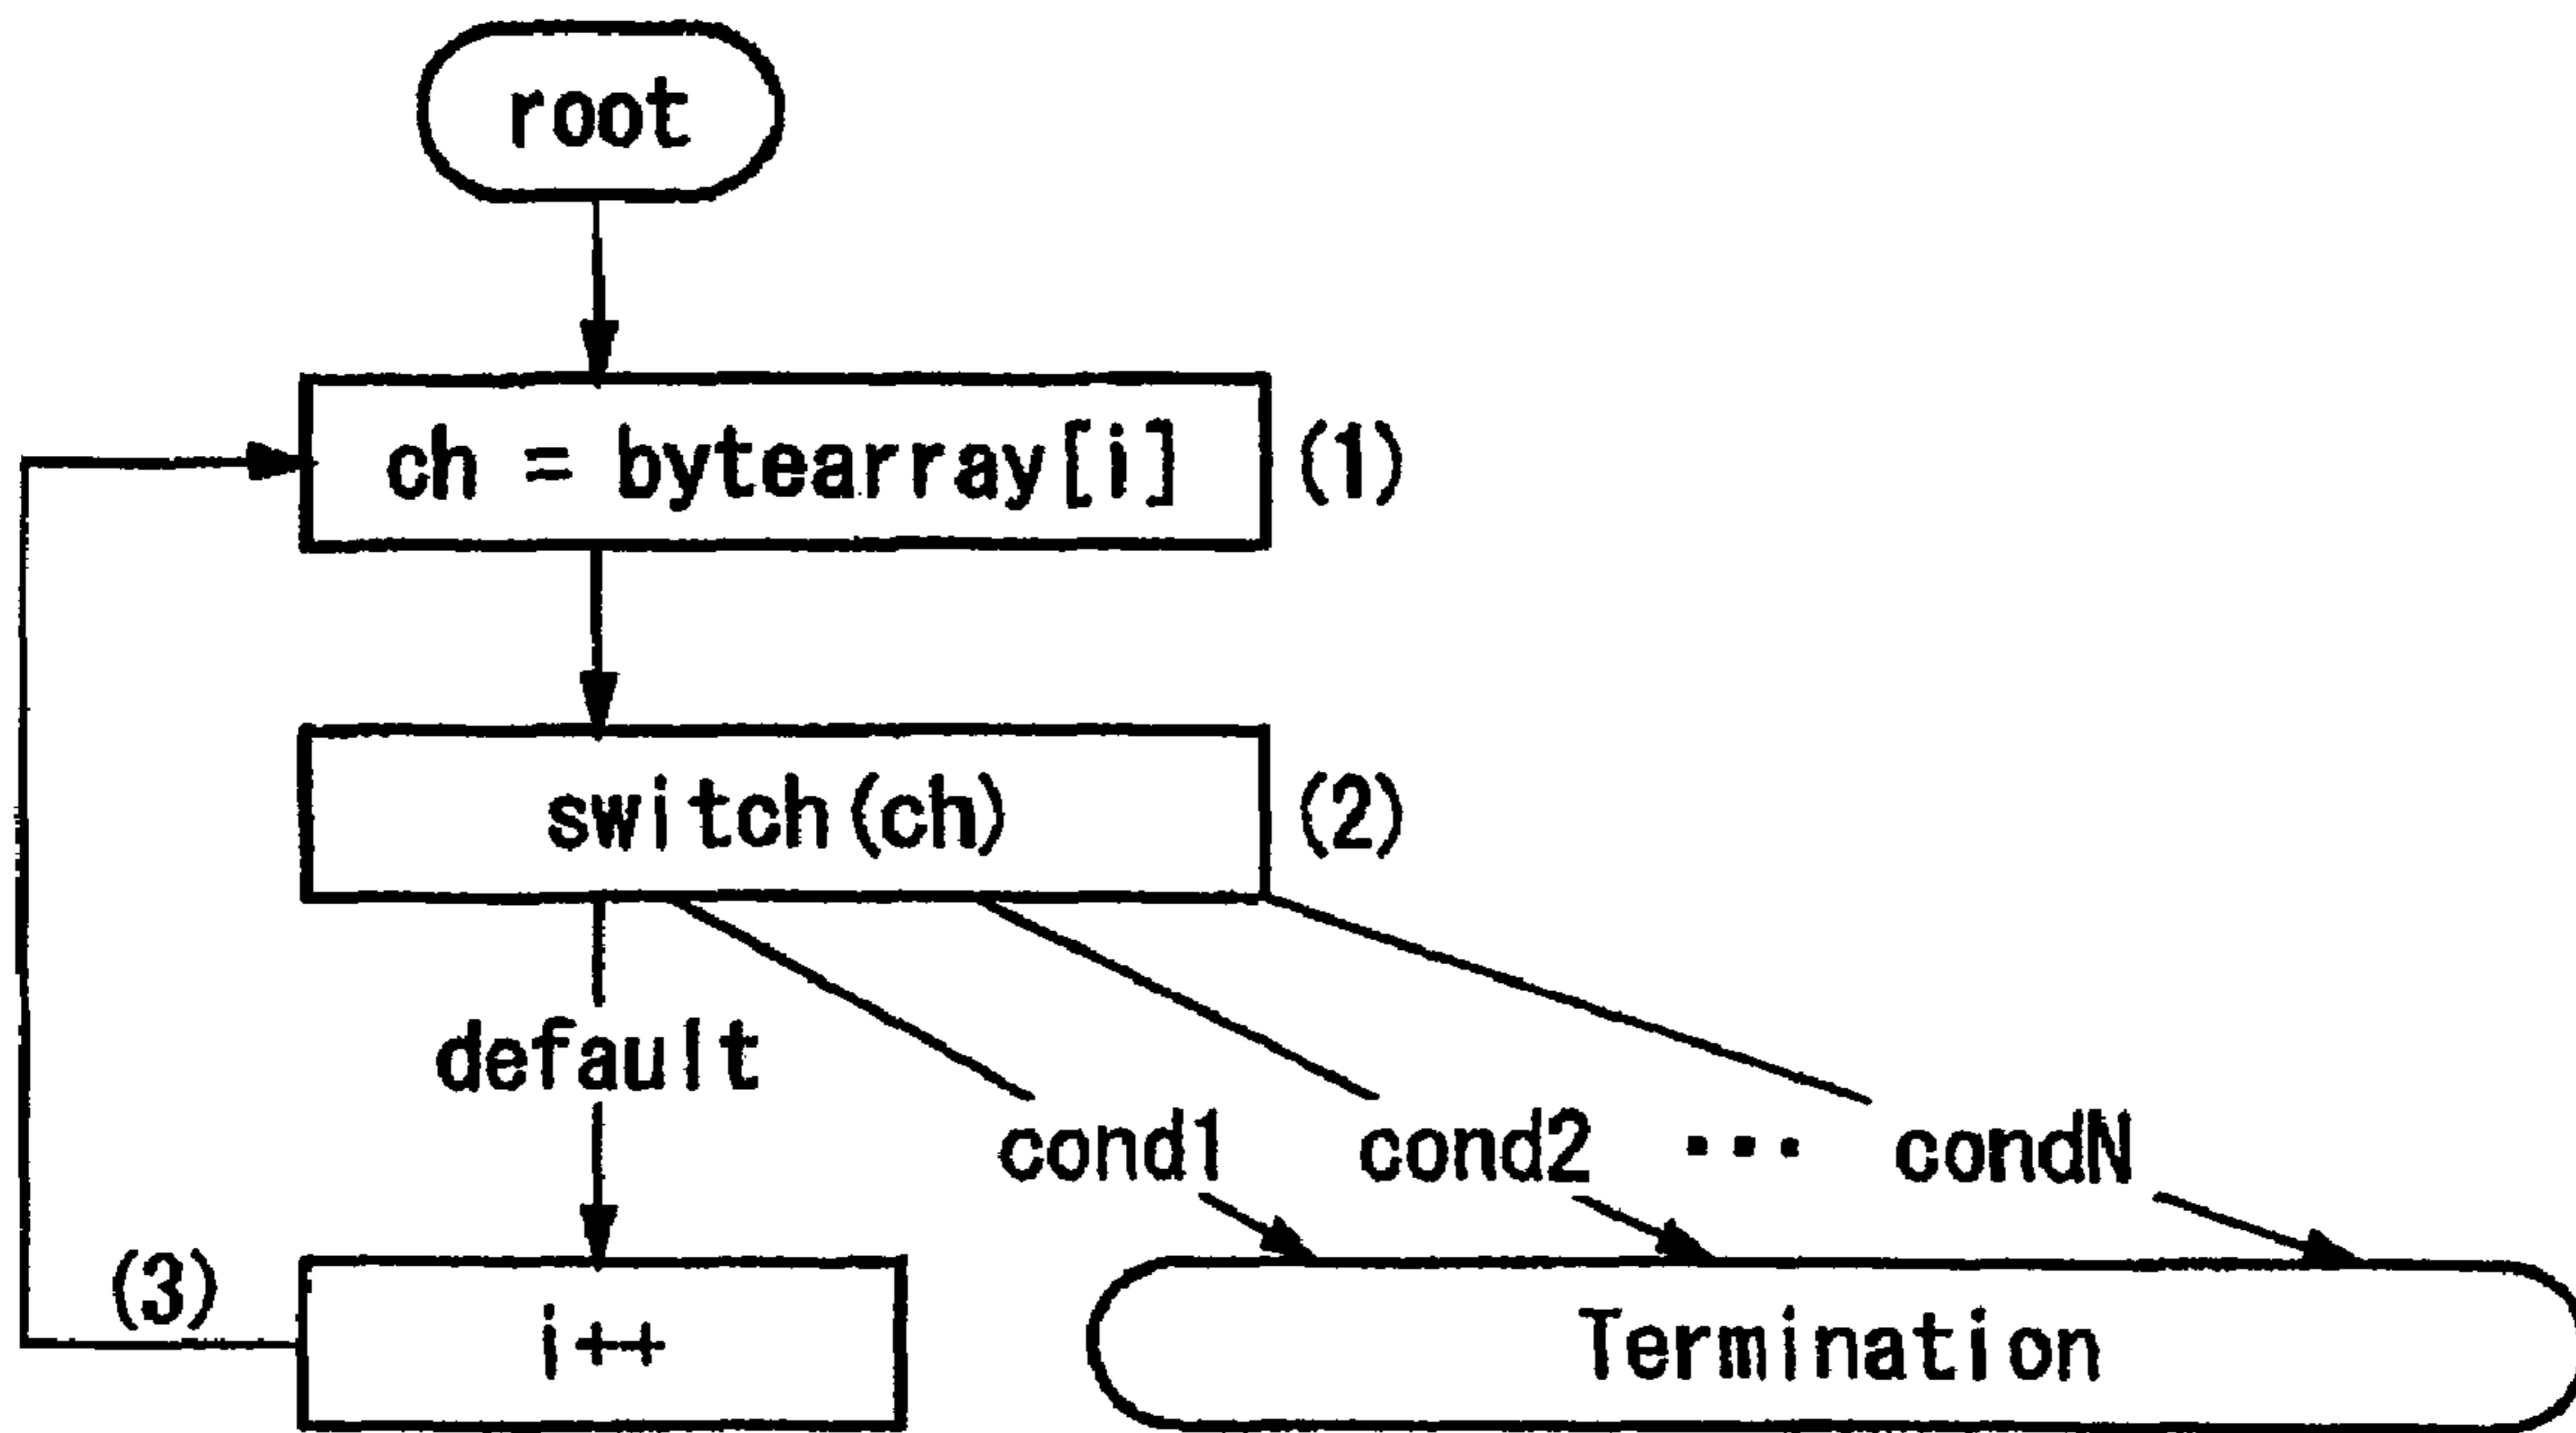 root
ch = bytearray[i] (1)
switch(ch) (2)
default
cond1 cond2 ... condN
(3)
i++
Termination